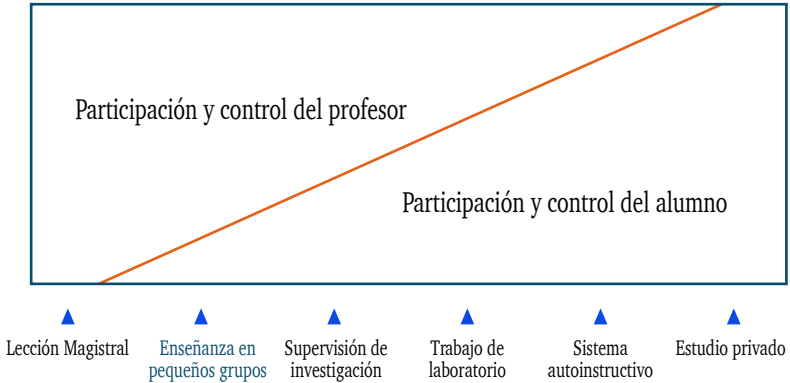 Participación y control del profesor
Participación y control del alumno
Lección Magistral
Enseñanza en
pequeños grupos
Supervisión de
investigación
Trabajo de
laboratorio
Sistema
autoinstructivo
Estudio privado